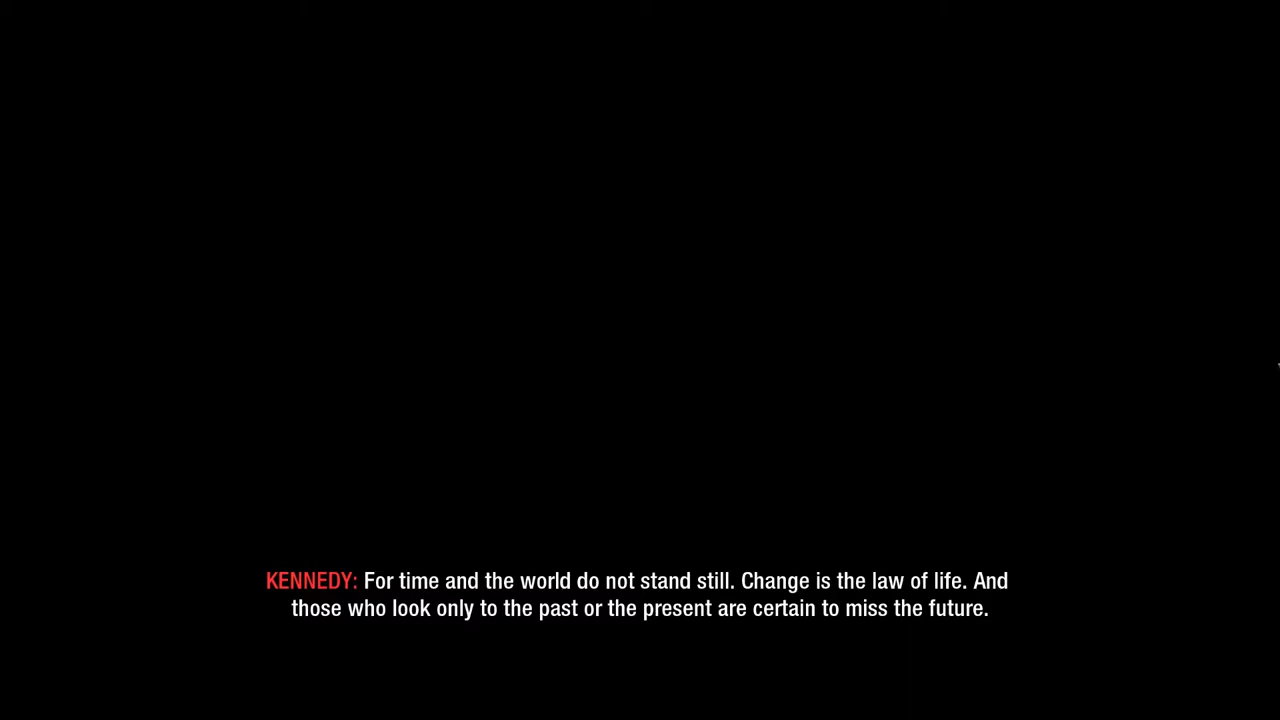 KENNEDY: For time and the world do not stand still. Change is the law of life. And
those who look only to the past or the present are certain to miss the future.